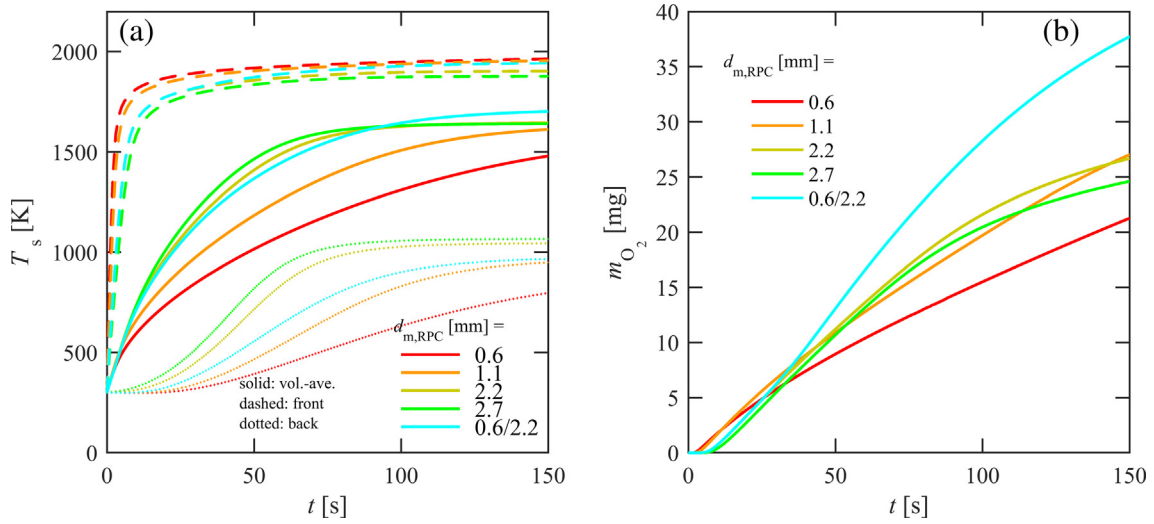 (a)
2000
1500
1000
500
0
T s [K]
d m,RPC [mm] =
0.6
1.1
2.2
2.7
0.6/2.2
solid: vol.-ave.
dashed: front
dotted: back
0 50 100 150
t [s]
(b)
40
35
30
25
20
15
10
5
0
m O 2 [mg]
d m,RPC [mm] =
0.6
1.1
2.2
2.7
0.6/2.2
0 50 100 150
t [s]